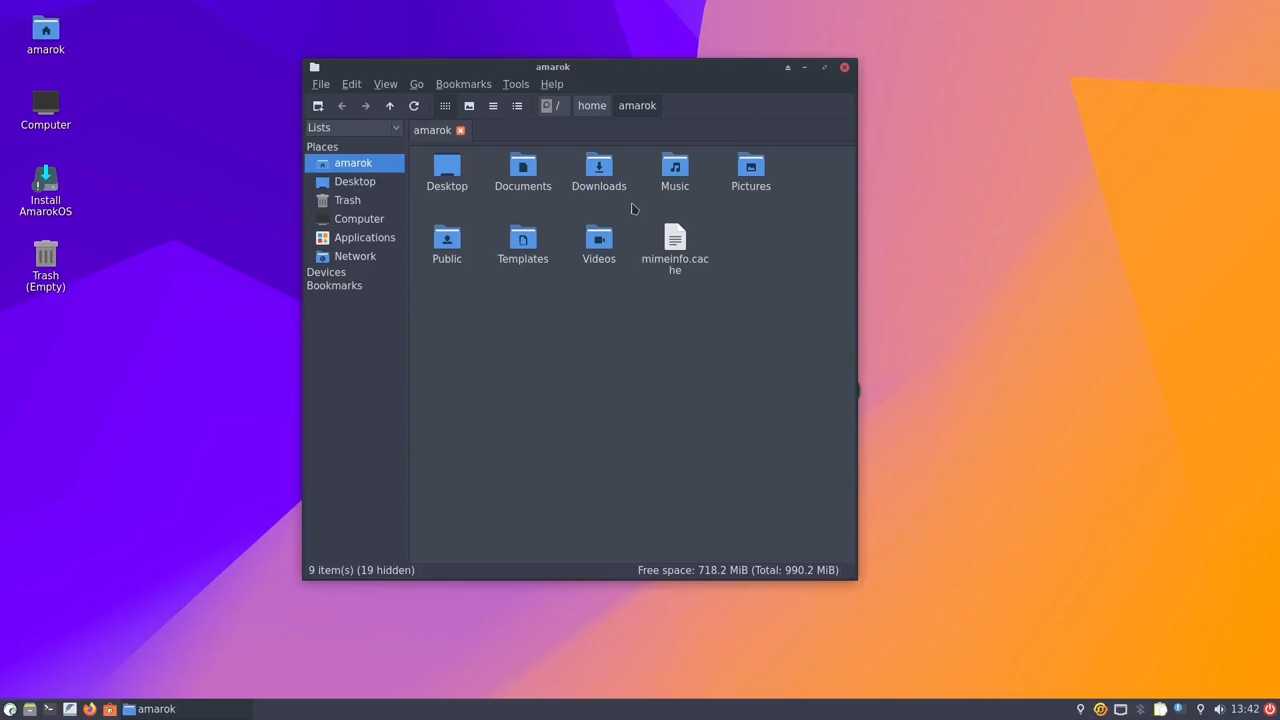 amarok
Computer
Install
AmarokOS
Trash
(Empty)
amarok
File Edit View Go Bookmarks Tools Help
/ home amarok
Lists
amarok
Places
amarok
Desktop
Trash
Computer
Applications
Network
Devices
Bookmarks
Desktop Documents Downloads Music Pictures
Public Templates Videos mimeinfo.cac
he
9 item(s) (19 hidden) Free space: 718.2 MiB (Total: 990.2 MiB)
amarok 13:42